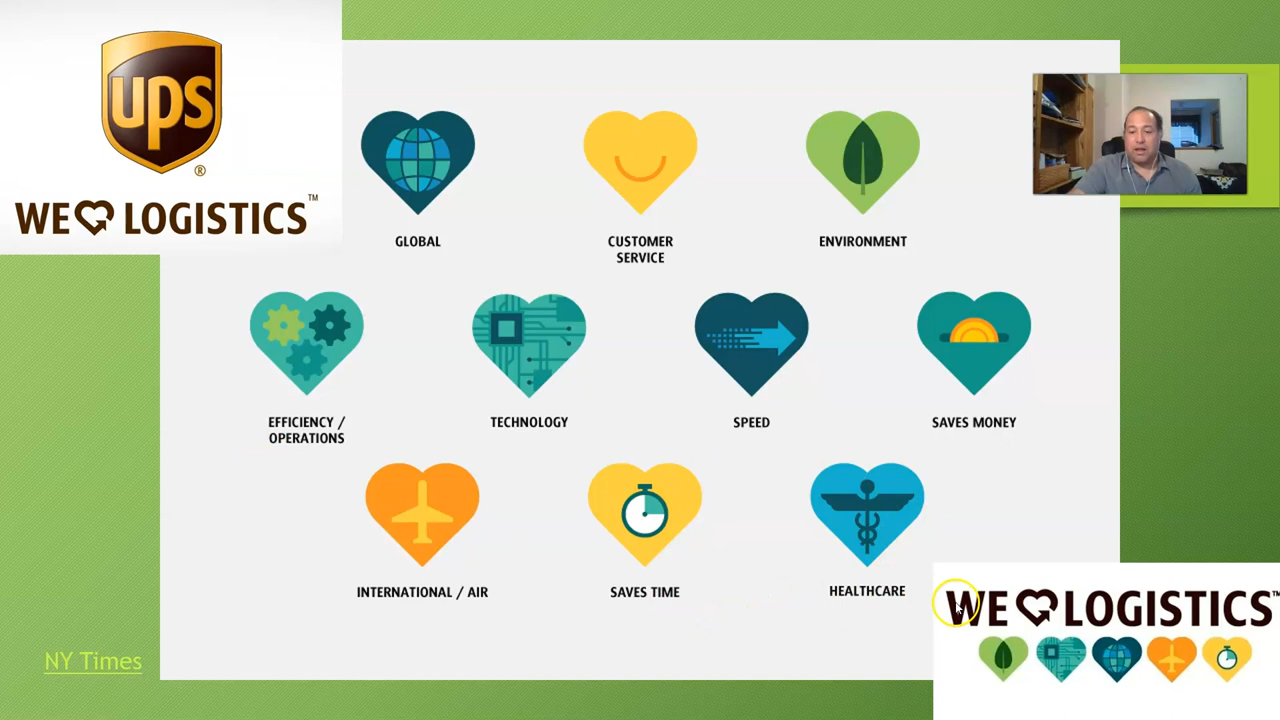 ups
®
WE LOGISTICS™
GLOBAL
CUSTOMER
SERVICE
ENVIRONMENT
EFFICIENCY /
OPERATIONS
TECHNOLOGY
SPEED
SAVES MONEY
INTERNATIONAL / AIR
SAVES TIME
HEALTHCARE
NY Times
WE LOGISTICS™